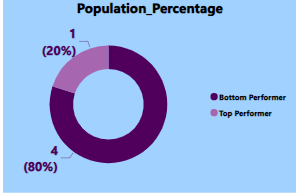 Population_Percentage
1
(20%)
Bottom Performer
Top Performer
4
(80%)